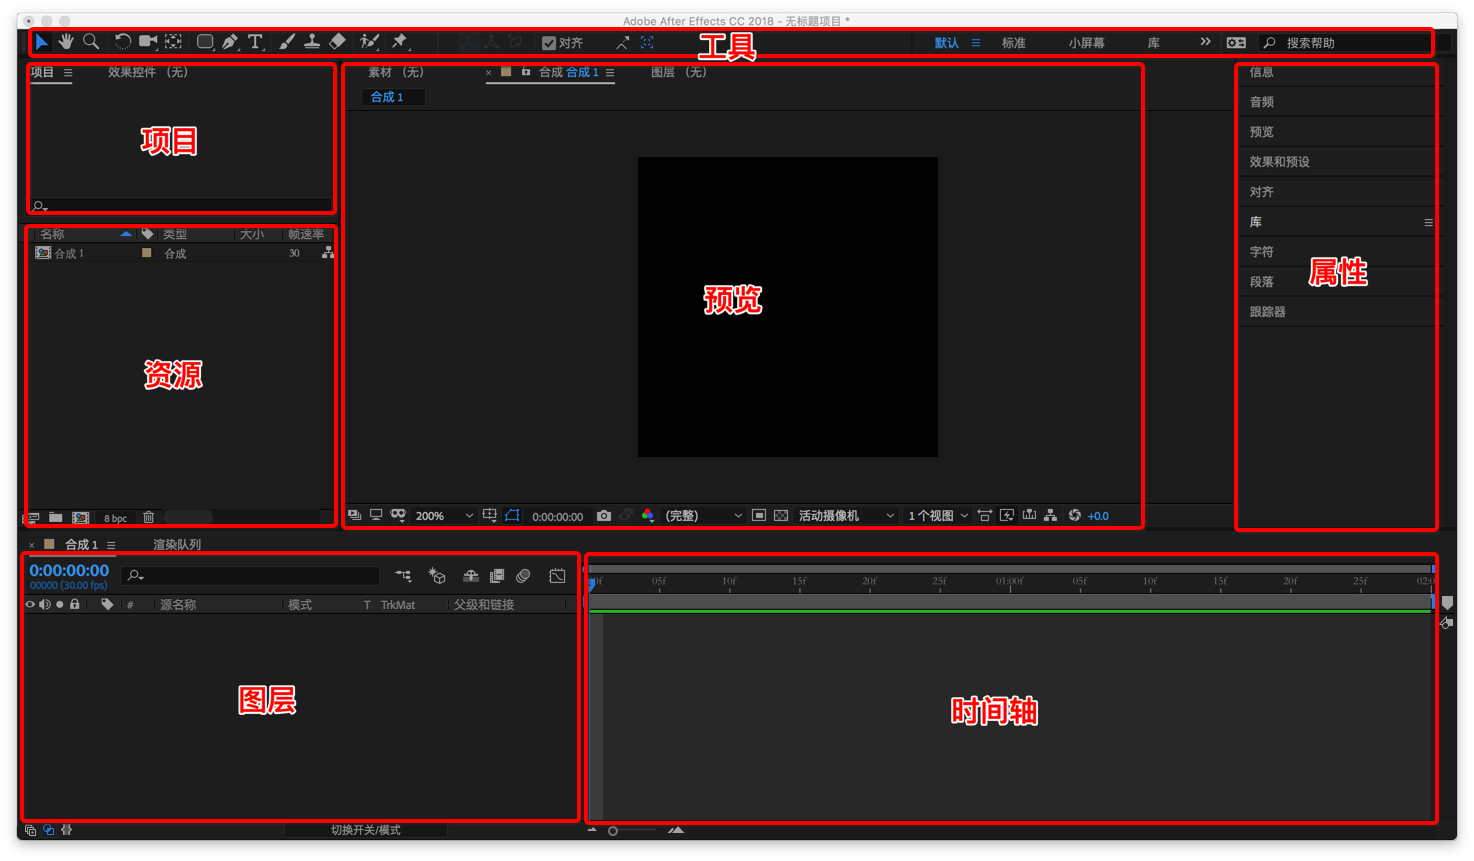 Adobe After Effects CC 2018 - 无标题项目 *
对齐
工具
默认
标准
小屏幕
库
搜索帮助
项目
效果控件 (无)
素材 (无)
合成 合成 1
图层 (无)
合成 1
信息
音频
预览
效果和预设
对齐
库
字符
段落
跟踪器
属性
项目
名称
类型
大小
帧速率
合成 1
合成
30
资源
预览
8 bpc
200%
0:00:00:00
(完整)
活动摄像机
1 个视图
+0.0
合成 1
渲染队列
0:00:00:00
00000 (30.00 fps)
#
源名称
模式
T TrkMat
父级和链接
05f
10f
15f
20f
25f
01:00f
05f
10f
15f
20f
25f
图层
时间轴
切换开关/模式